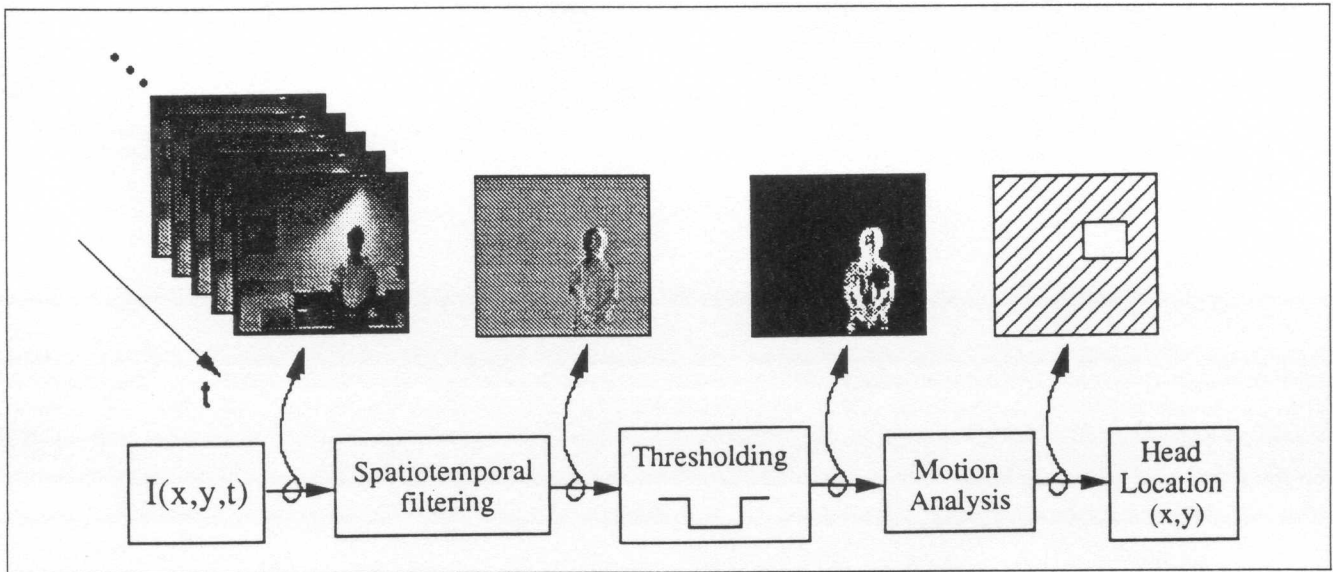 t
I(x,y,t)
Spatiotemporal
filtering
Thresholding
Motion
Analysis
Head
Location
(x,y)